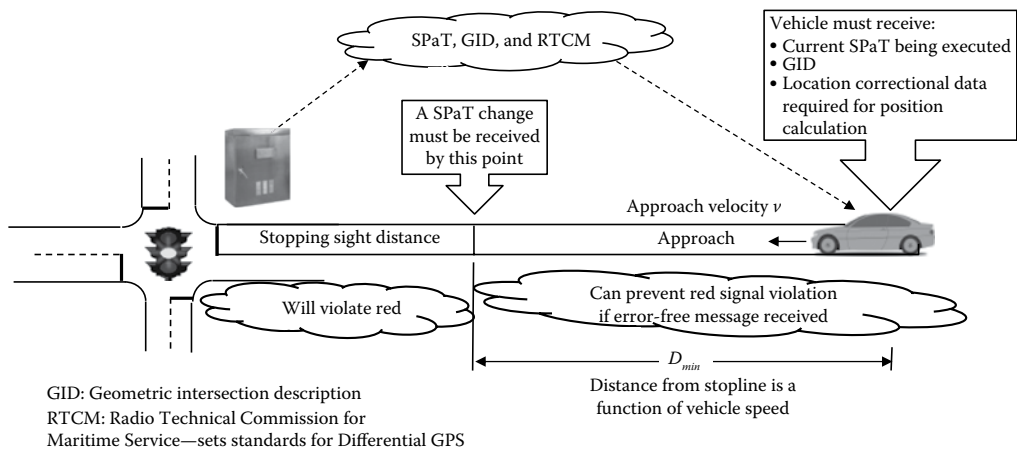 SPaT, GID, and RTCM
Vehicle must receive:
• Current SPaT being executed
• GID
• Location correctional data
required for position
calculation
A SPaT change
must be received
by this point
Approach velocity v
Stopping sight distance
Approach
Will violate red
Can prevent red signal violation
if error-free message received
Dmin
Distance from stopline is a
function of vehicle speed
GID: Geometric intersection description
RTCM: Radio Technical Commission for
Maritime Service—sets standards for Differential GPS